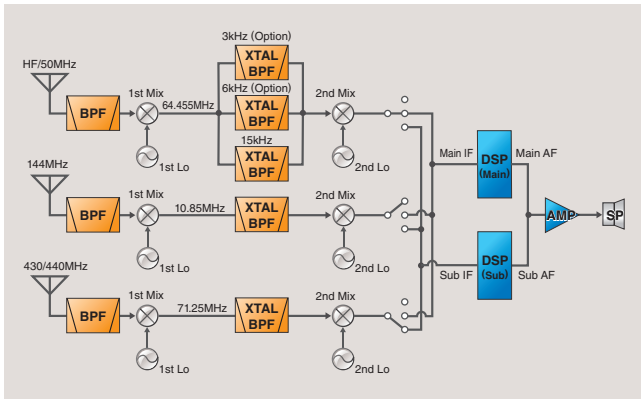 3kHz (Option)
HF/50MHz
XTAL
BPF
1st Mix
6kHz (Option)
2nd Mix
BPF
64.455MHz
XTAL
BPF
15kHz
1st Lo
XTAL
BPF
2nd Lo
Main IF
DSP
(Main)
Main AF
144MHz
1st Mix
2nd Mix
BPF
10.85MHz
XTAL
BPF
AMP
SP
1st Lo
2nd Lo
DSP
(Sub)
Sub IF
Sub AF
430/440MHz
1st Mix
2nd Mix
BPF
71.25MHz
XTAL
BPF
1st Lo
2nd Lo